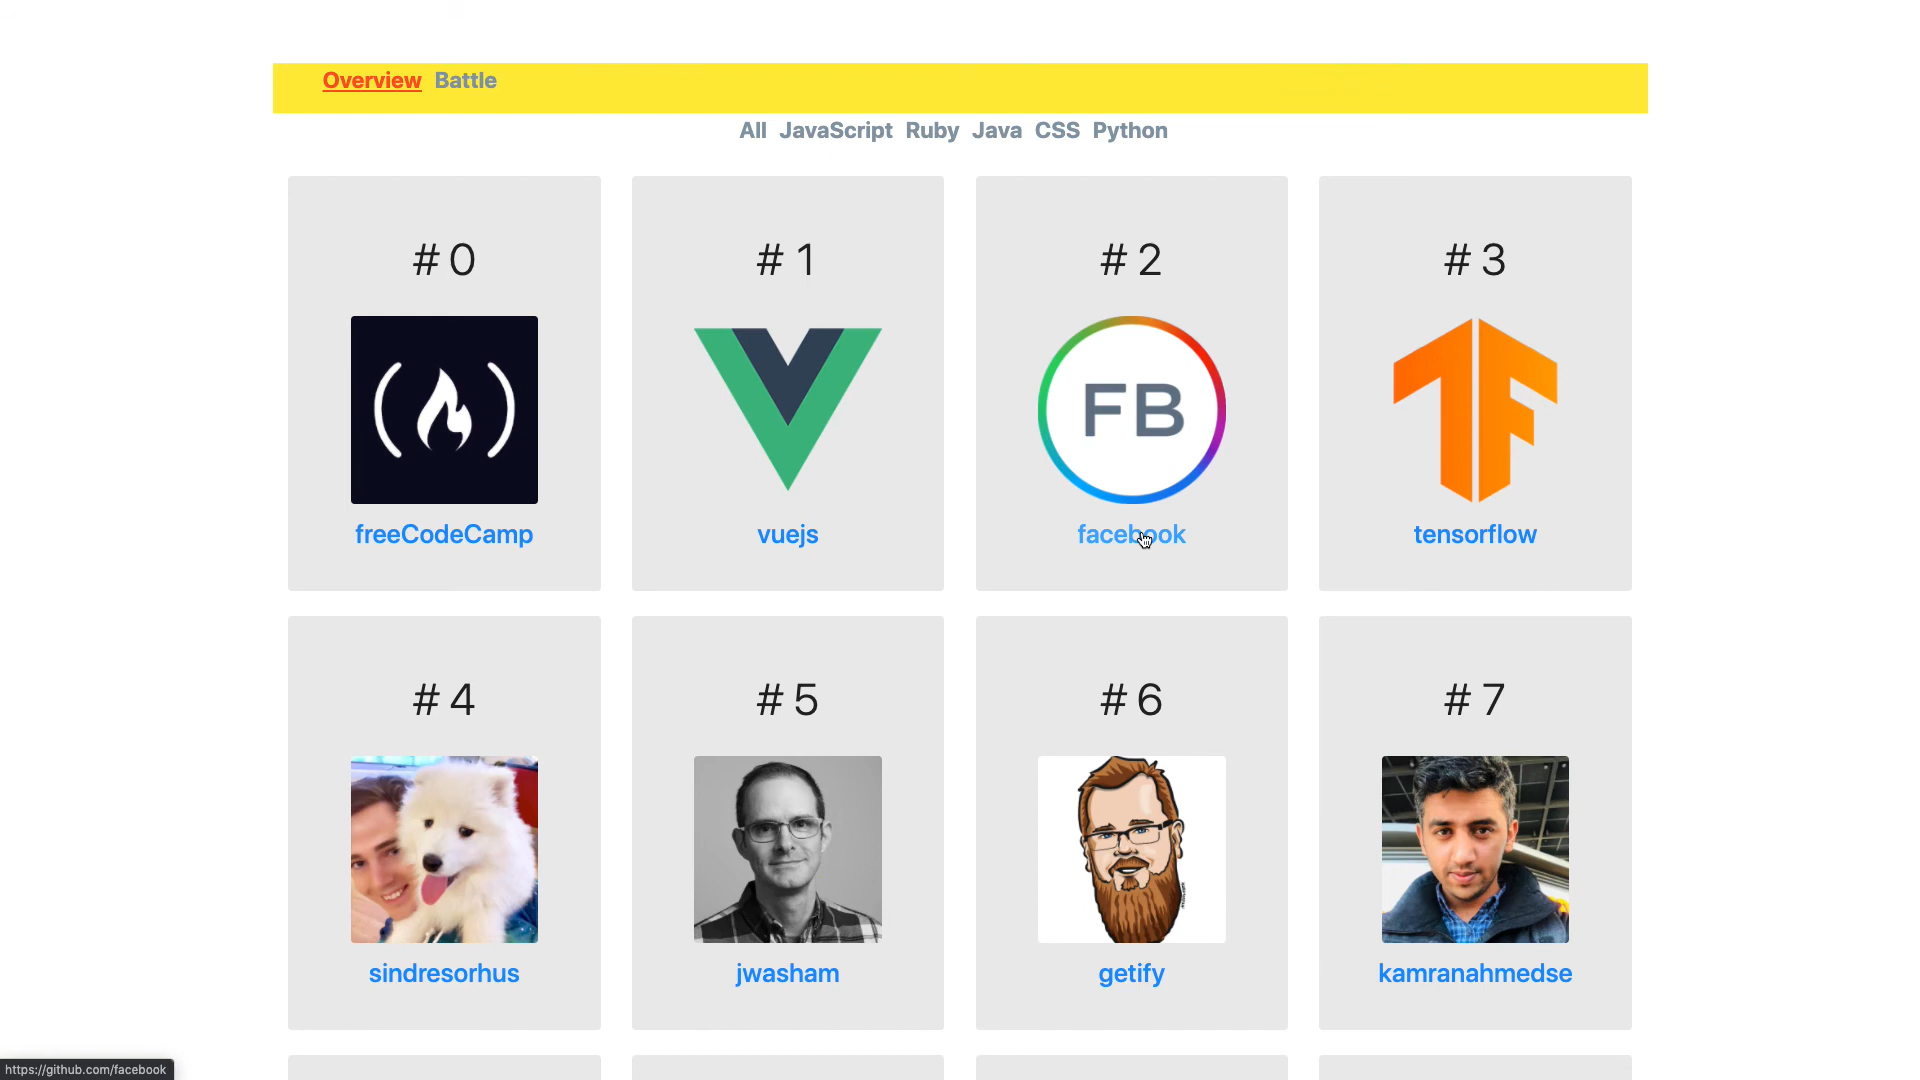 Overview Battle
All JavaScript Ruby Java CSS Python
# 0
# 1
# 2
# 3
FB
freeCodeCamp
vuejs
facebook
tensorflow
# 4
# 5
# 6
# 7
sindresorhus
jwasham
getify
kamranahmedse
https://github.com/facebook